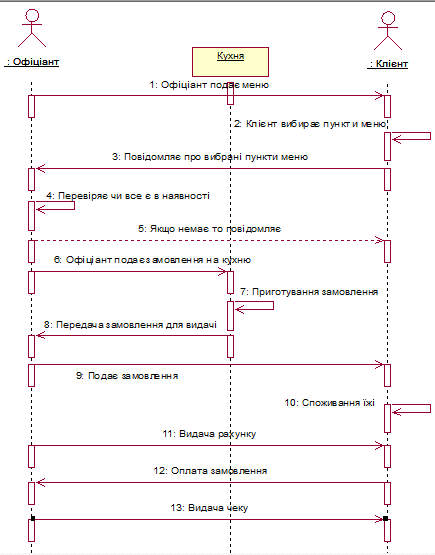 Кухня
: Офіціант
: Клієнт
1: Офіціант подає меню
2: Клієнт вибирає пункти меню
3: Повідомляє про вибрані пункти меню
4: Перевіряє чи все є в наявності
5: Якщо немає то повідомляє
6: Офіціант подає замовлення на кухню
7: Приготування замовлення
8: Передача замовлення для видачі
9: Подає замовлення
10: Споживання їжі
11: Видача рахунку
12: Оплата замовлення
13: Видача чеку